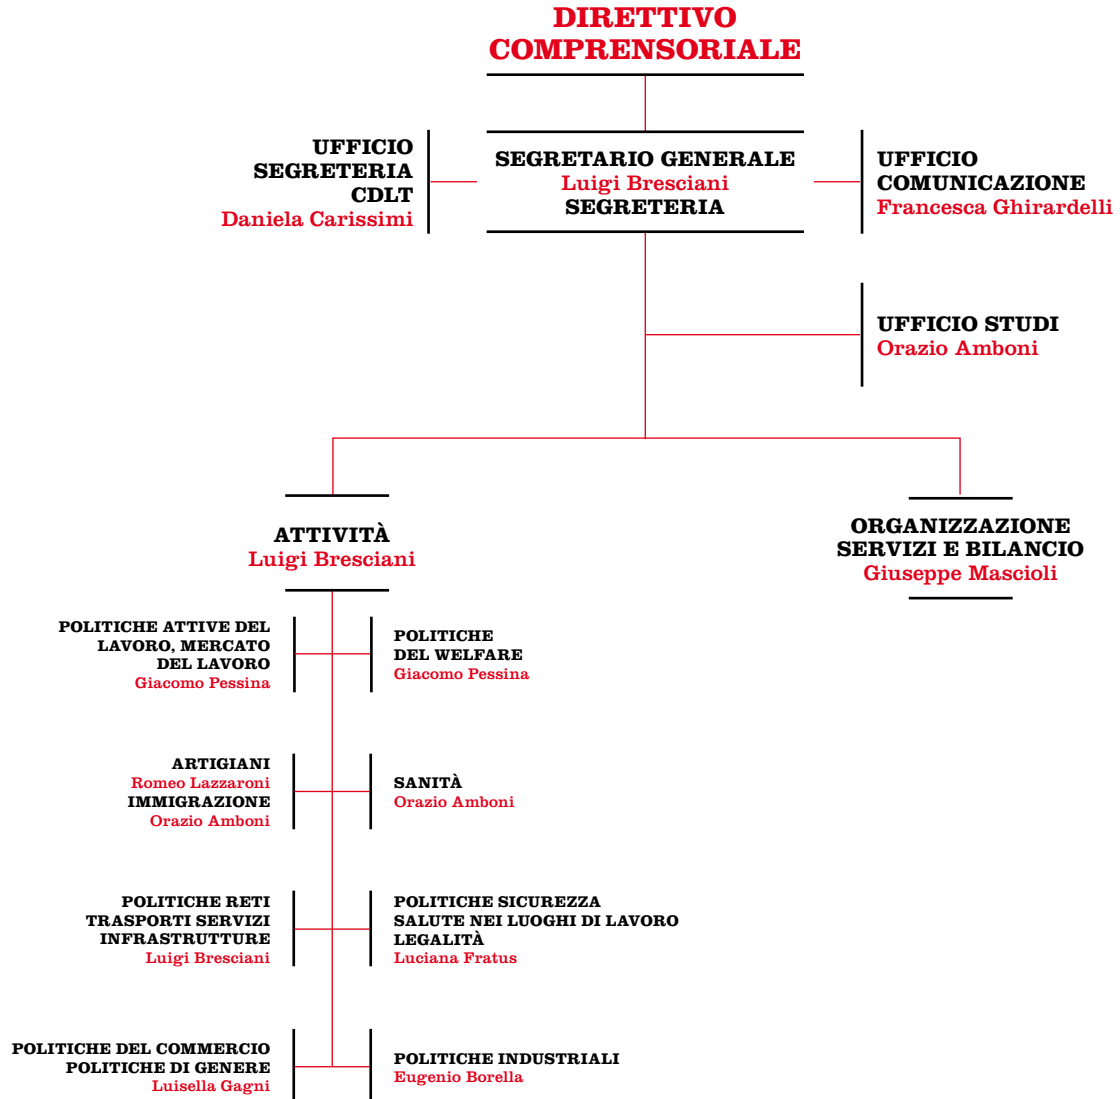 DIRETTIVO
COMPRENSORIALE
UFFICIO
SEGRETERIA
CDLT
Daniela Carissimi
SEGRETARIO GENERALE
Luigi Bresciani
SEGRETERIA
UFFICIO
COMUNICAZIONE
Francesca Ghirardelli
UFFICIO STUDI
Orazio Amboni
ATTIVITÀ
Luigi Bresciani
ORGANIZZAZIONE
SERVIZI E BILANCIO
Giuseppe Mascioli
POLITICHE ATTIVE DEL
LAVORO, MERCATO
DEL LAVORO
Giacomo Pessina
POLITICHE
DEL WELFARE
Giacomo Pessina
ARTIGIANI
Romeo Lazzaroni
IMMIGRAZIONE
Orazio Amboni
SANITÀ
Orazio Amboni
POLITICHE RETI
TRASPORTI SERVIZI
INFRASTRUTTURE
Luigi Bresciani
POLITICHE SICUREZZA
SALUTE NEI LUOGHI DI LAVORO
LEGALITÀ
Luciana Fratus
POLITICHE DEL COMMERCIO
POLITICHE DI GENERE
Luisella Gagni
POLITICHE INDUSTRIALI
Eugenio Borella